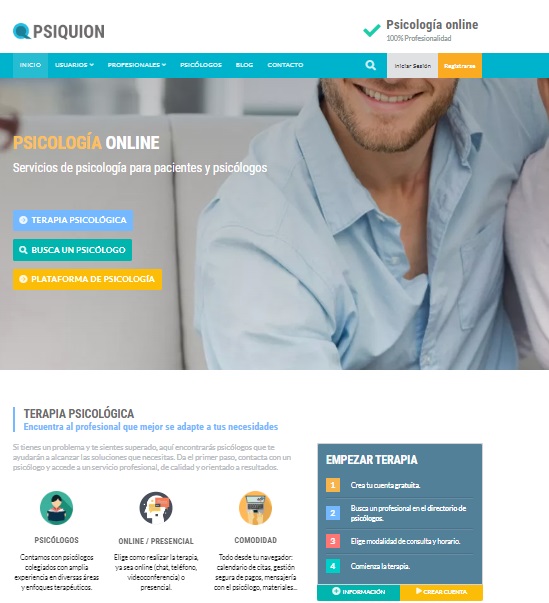 PSIQUION
Psicología online
100% Profesionalidad
INICIO USUARIOS PROFESIONALES PSICÓLOGOS BLOG CONTACTO Iniciar Sesión Registrarse
PSICOLOGÍA ONLINE
Servicios de psicología para pacientes y psicólogos
TERAPIA PSICOLÓGICA
BUSCA UN PSICÓLOGO
PLATAFORMA DE PSICOLOGÍA
TERAPIA PSICOLÓGICA
Encuentra al profesional que mejor se adapte a tus necesidades
Si tienes un problema y te sientes superado, aquí encontrarás psicólogos que te
ayudarán a alcanzar las soluciones que necesitas. Da el primer paso, contacta con un
psicólogo y accede a un servicio profesional, de calidad y orientado a resultados.
PSICÓLOGOS
Contamos con psicólogos
colegiados con amplia
experiencia en diversas áreas
y enfoques terapéuticos.
ONLINE / PRESENCIAL
Elige como realizar la terapia,
ya sea online (chat, teléfono,
videoconferencia) o
presencial.
COMODIDAD
Todo desde tu navegador:
calendario de citas, gestión
segura de pagos, mensajería
con el psicólogo, materiales...
EMPEZAR TERAPIA
1 Crea tu cuenta gratuita.
2 Busca un profesional en el directorio de
psicólogos.
3 Elige modalidad de consulta y horario.
4 Comienza la terapia.
INFORMACIÓN CREAR CUENTA